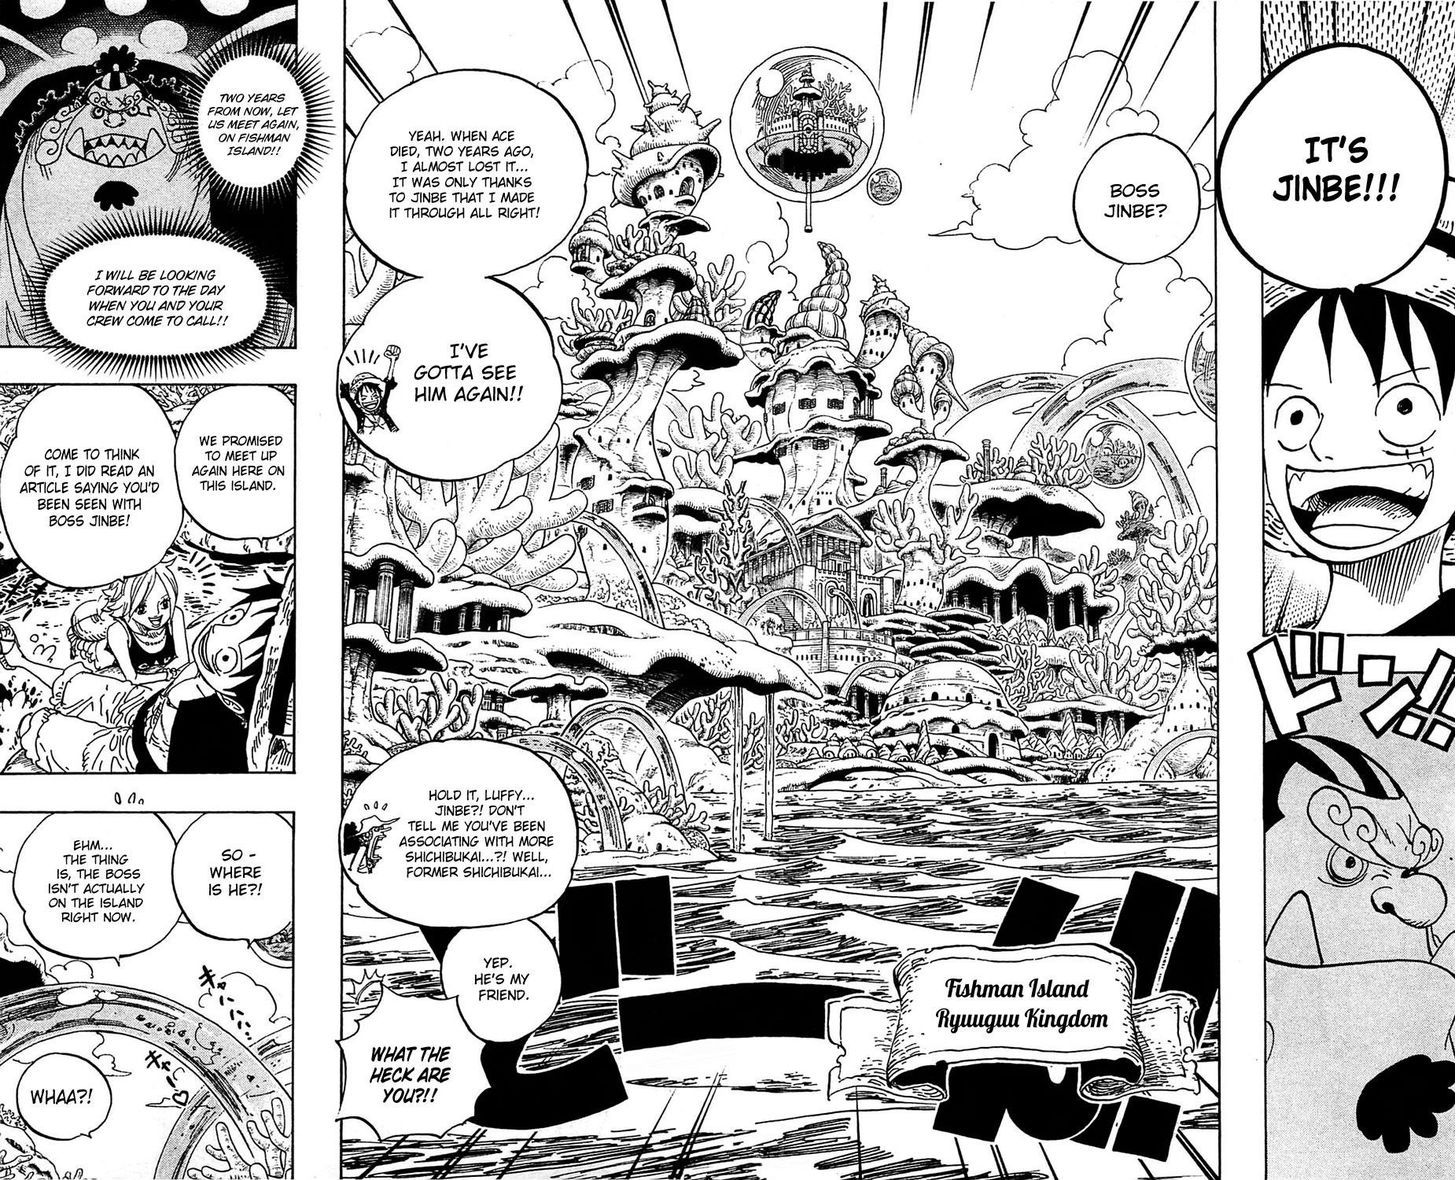 IT'S
JINBE!!!
ドン!!
BOSS
JINBE?
YEAH. WHEN ACE
DIED, TWO YEARS AGO,
I ALMOST LOST IT...
IT WAS ONLY THANKS
TO JINBE THAT I MADE
IT THROUGH ALL RIGHT!
I'VE
GOTTA SEE
HIM AGAIN!!
HOLD IT, LUFFY...
JINBE?! DON'T
TELL ME YOU'VE BEEN
ASSOCIATING WITH MORE
SHICHIBUKAI...?! WELL,
FORMER SHICHIBUKAI...
YEP.
HE'S MY
FRIEND.
WHAT THE
HECK ARE
YOU?!!
Fishman Island
Ryuuguu Kingdom
TWO YEARS
FROM NOW, LET
US MEET AGAIN,
ON FISHMAN
ISLAND!!
I WILL BE LOOKING
FORWARD TO THE DAY
WHEN YOU AND YOUR
CREW COME TO CALL!!
WE PROMISED
TO MEET UP
AGAIN HERE ON
THIS ISLAND.
COME TO THINK
OF IT, I DID READ AN
ARTICLE SAYING YOU'D
BEEN SEEN WITH
BOSS JINBE!
SO -
WHERE
IS HE?!
EHM...
THE THING
IS, THE BOSS
ISN'T ACTUALLY
ON THE ISLAND
RIGHT NOW.
WHAA?!